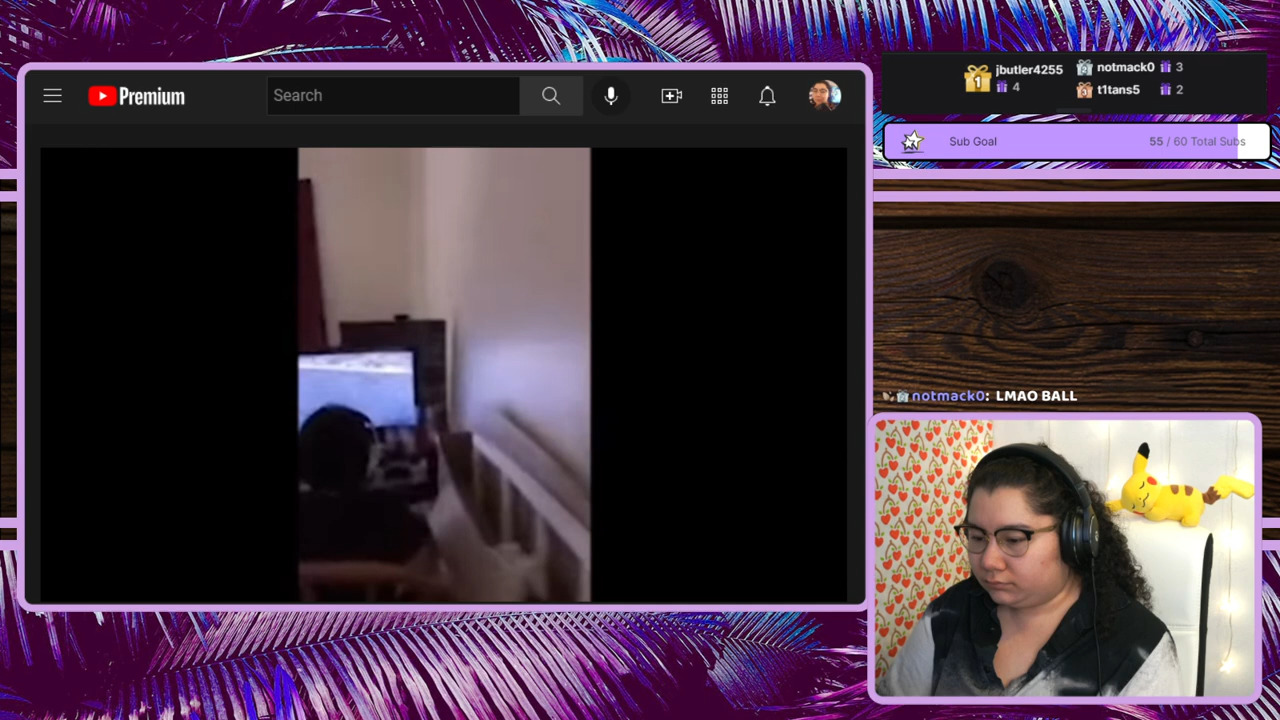 Premium
Search
jbutler4255
4
notmack0 3
t1tans5 2
Sub Goal
55 / 60 Total Subs
notmack0: LMAO BALL